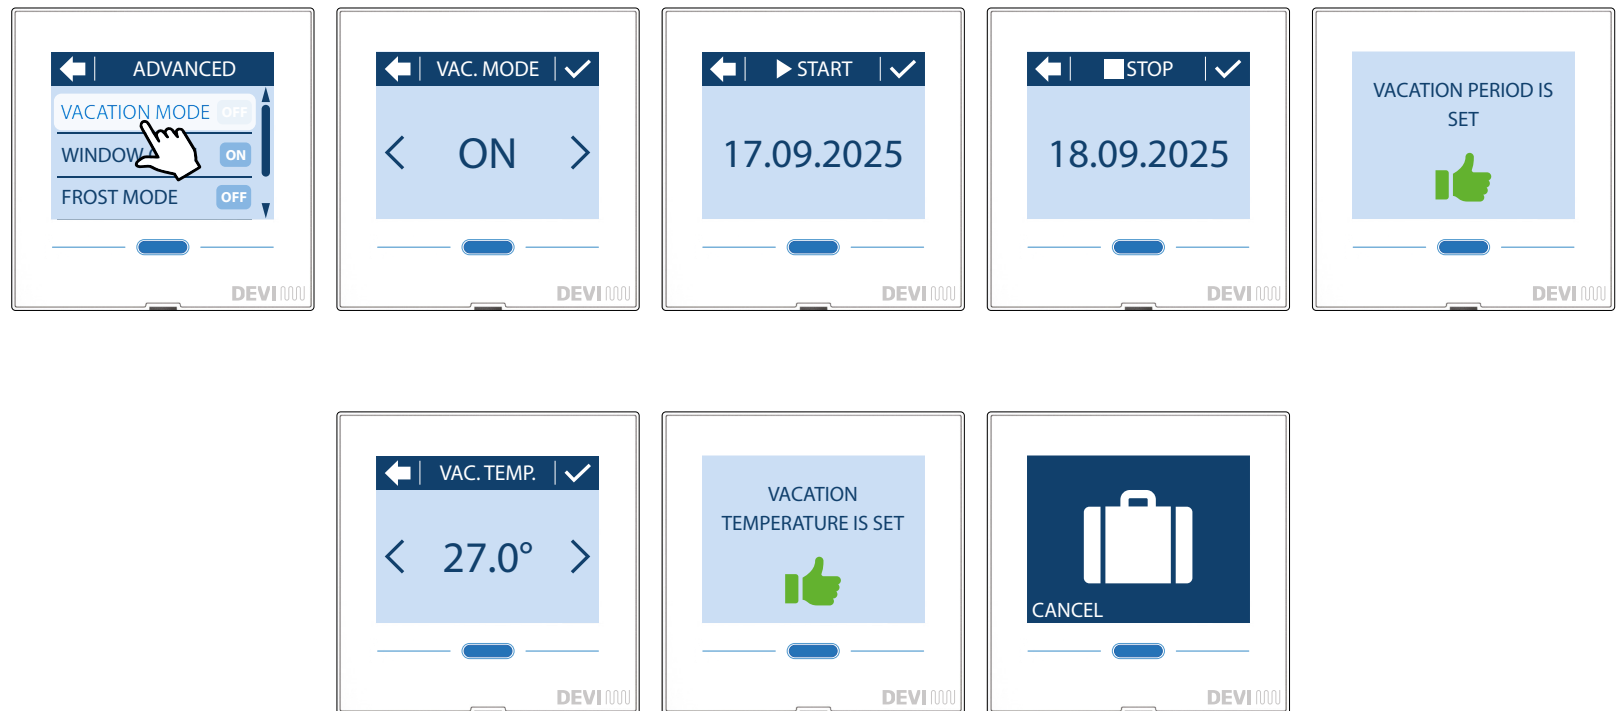 ADVANCED
VACATION MODE OFF
WINDOW ON
FROST MODE OFF
DEVI
VAC. MODE
< ON >
DEVI
START
17.09.2025
DEVI
STOP
18.09.2025
DEVI
VACATION PERIOD IS
SET
DEVI
VAC. TEMP.
< 27.0° >
DEVI
VACATION
TEMPERATURE IS SET
DEVI
CANCEL
DEVI